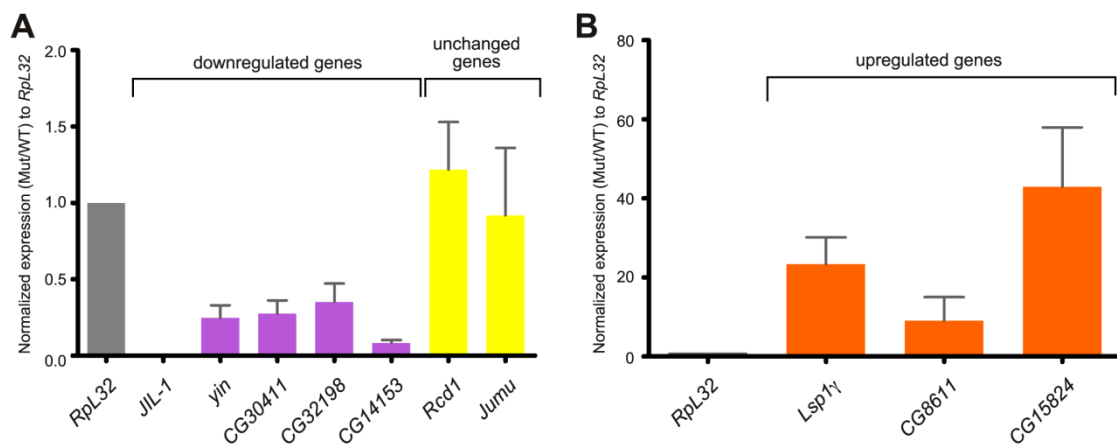 A
Normalized expression (Mut/WT) to RpL32
2.0
1.5
1.0
0.5
0.0
downregulated genes
unchanged
genes
RpL32
JIL-1
yin
CG30411
CG32198
CG14153
Rcd1
Jumu
B
Normalized expression (Mut/WT) to RpL32
80
60
40
20
0
upregulated genes
RpL32
Lsp1γ
CG8611
CG15824